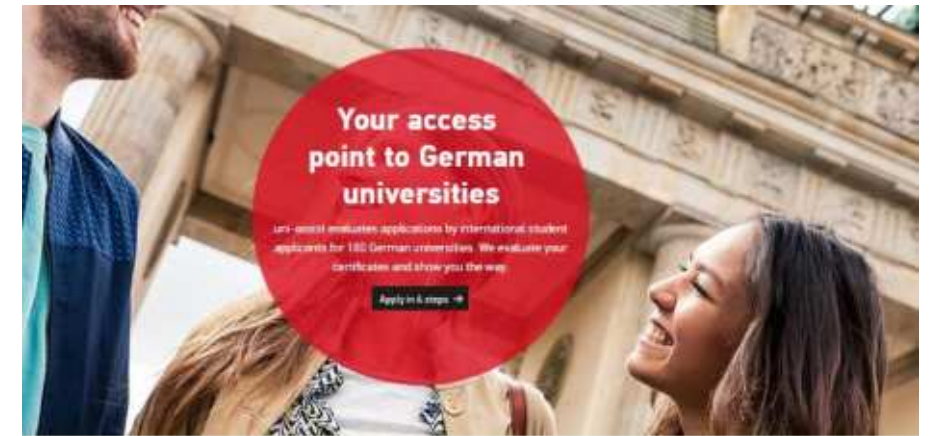 Your access
point to German
universities
uni-assist evaluates applications by international student
applicants for 180 German universities. We evaluate your
certificates and show you the way.
Apply in 6 steps →